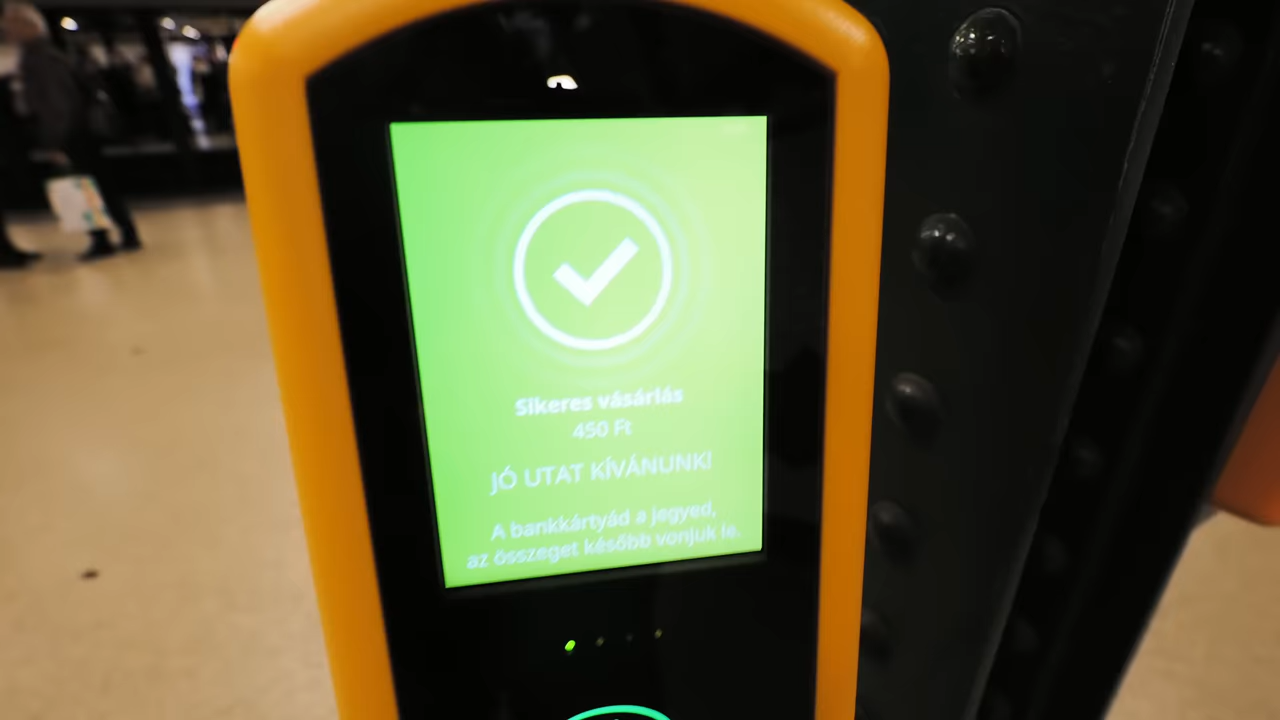 Sikeres vásárlás
450 Ft
JÓ UTAT KÍVÁNUNK!
A bankkártyád a jegyed,
az összeget később vonjuk le.